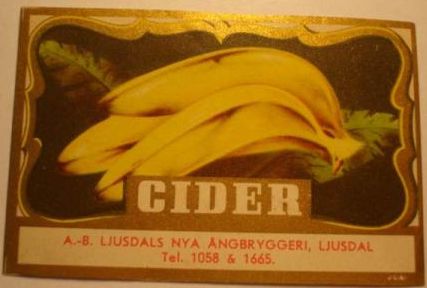 CIDER
A.-B. LJUSDALS NYA ÅNGBRYGGERI, LJUSDAL
Tel. 1058 & 1665.